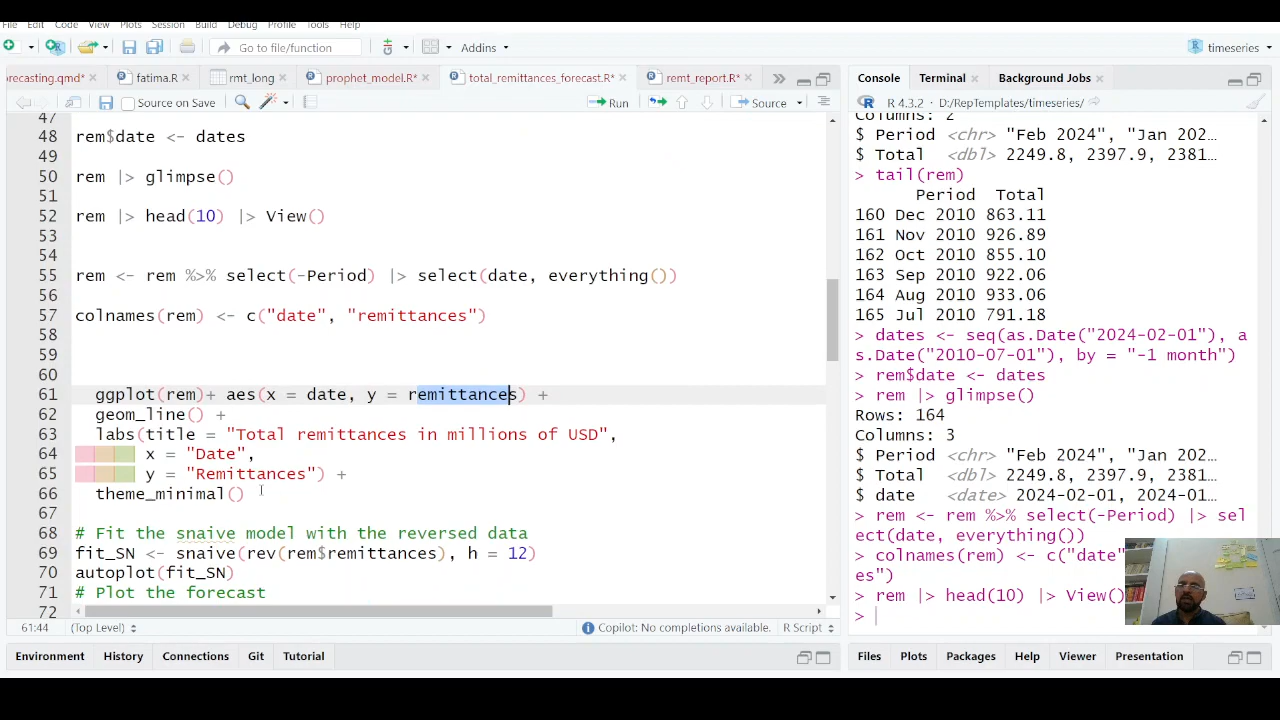 File Edit Code View Plots Session Build Debug Profile Tools Help
Go to file/function
Addins
timeseries
orecasting.qmd* fatima.R rmt_long prophet_model.R* total_remittances_forecast.R* remt_report.R*
Source on Save
Run
Source
47
48 rem$date <- dates
49
50 rem |> glimpse()
51
52 rem |> head(10) |> View()
53
54
55 rem <- rem %>% select(-Period) |> select(date, everything())
56
57 colnames(rem) <- c("date", "remittances")
58
59
60
61 ggplot(rem)+ aes(x = date, y = remittances) +
62 geom_line() +
63 labs(title = "Total remittances in millions of USD",
64 x = "Date",
65 y = "Remittances") +
66 theme_minimal()
67
68 # Fit the snaive model with the reversed data
69 fit_SN <- snaive(rev(rem$remittances), h = 12)
70 autoplot(fit_SN)
71 # Plot the forecast
72
61:44 (Top Level) Copilot: No completions available. R Script
Environment History Connections Git Tutorial
Console Terminal Background Jobs
R 4.3.2 · D:/RepTemplates/timeseries/
Columns: 2
$ Period <chr> "Feb 2024", "Jan 202…
$ Total <dbl> 2249.8, 2397.9, 2381…
> tail(rem)
Period Total
160 Dec 2010 863.11
161 Nov 2010 926.89
162 Oct 2010 855.10
163 Sep 2010 922.06
164 Aug 2010 933.06
165 Jul 2010 791.18
> dates <- seq(as.Date("2024-02-01"), a
s.Date("2010-07-01"), by = "-1 month")
> rem$date <- dates
> rem |> glimpse()
Rows: 164
Columns: 3
$ Period <chr> "Feb 2024", "Jan 202…
$ Total <dbl> 2249.8, 2397.9, 2381…
$ date <date> 2024-02-01, 2024-01…
> rem <- rem %>% select(-Period) |> sel
ect(date, everything())
> colnames(rem) <- c("date"
es")
> rem |> head(10) |> View()
>
Files Plots Packages Help Viewer Presentation